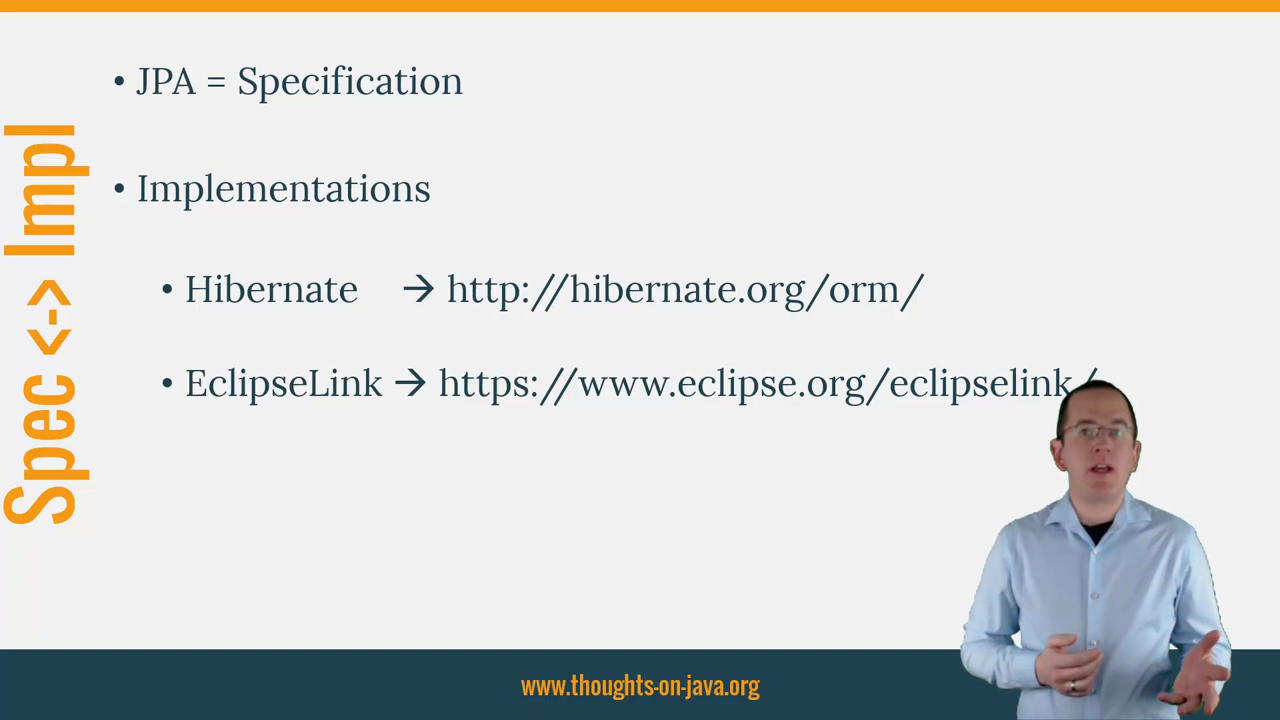 Spec <-> Impl
• JPA = Specification
• Implementations
• Hibernate → http://hibernate.org/orm/
• EclipseLink → https://www.eclipse.org/eclipselink/
www.thoughts-on-java.org